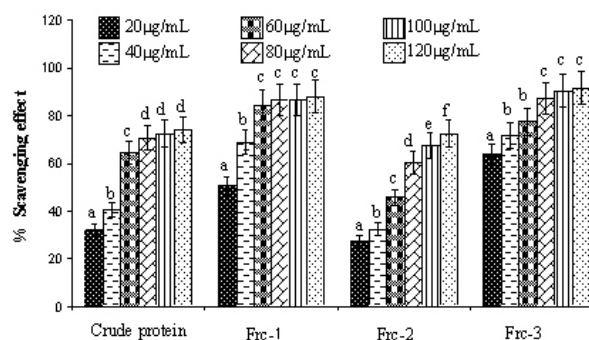 120
100
80
60
40
20
0
% Scavenging effect
20µg/mL 60µg/mL 100µg/mL
40µg/mL 80µg/mL 120µg/mL
a b c d d d
a b c c c c
a b c d e f
a b b c c c
Crude protein Frc-1 Frc-2 Frc-3